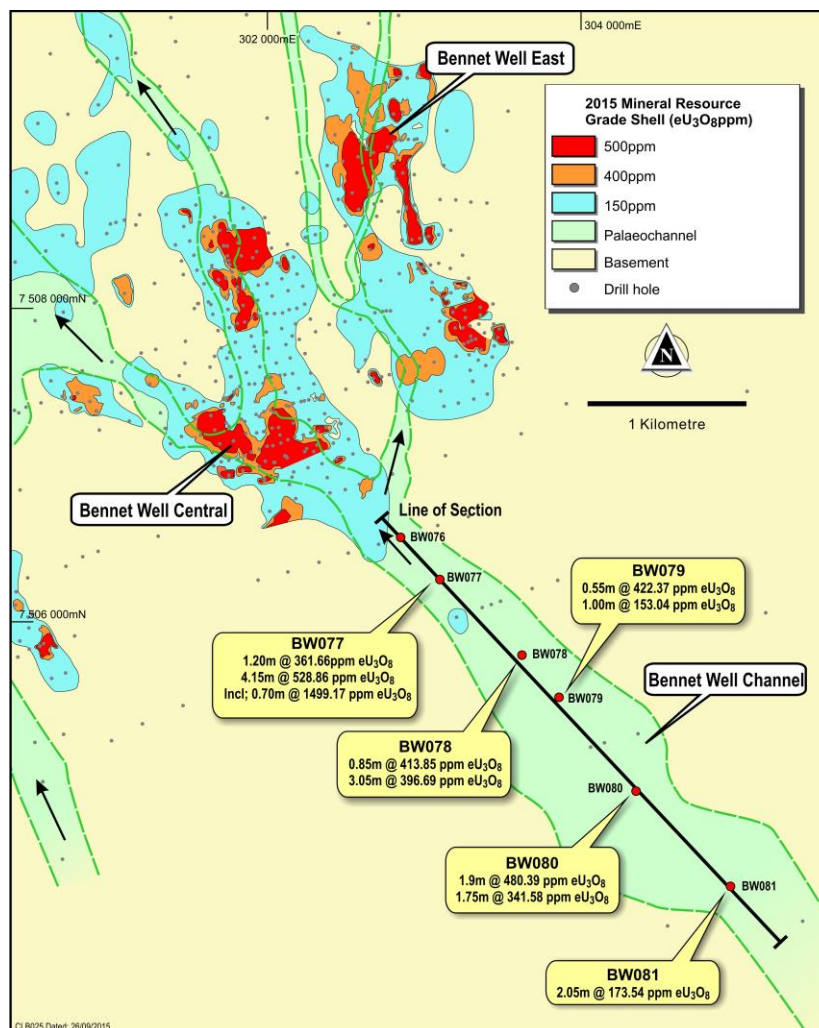 302 000mE
304 000mE
Bennet Well East
2015 Mineral Resource
Grade Shell (eU₃O₈ppm)
500ppm
400ppm
150ppm
Palaeochannel
Basement
Drill hole
7 508 000mN
N
1 Kilometre
Bennet Well Central
Line of Section
BW076
BW077
BW079
0.55m @ 422.37 ppm eU₃O₈
1.00m @ 153.04 ppm eU₃O₈
7 506 000mN
BW077
1.20m @ 361.66ppm eU₃O₈
4.15m @ 528.86 ppm eU₃O₈
Incl; 0.70m @ 1499.17 ppm eU₃O₈
BW078
BW079
Bennet Well Channel
BW078
0.85m @ 413.85 ppm eU₃O₈
3.05m @ 396.69 ppm eU₃O₈
BW080
BW080
1.9m @ 480.39 ppm eU₃O₈
1.75m @ 341.58 ppm eU₃O₈
BW081
BW081
2.05m @ 173.54 ppm eU₃O₈
CLB025 Dated: 26/09/2015